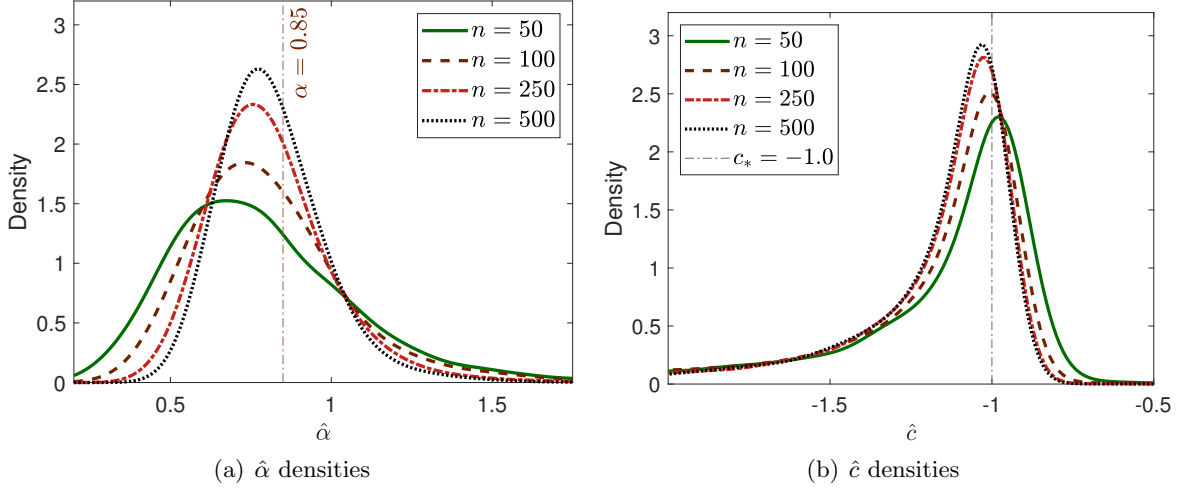 3
2.5
2
1.5
1
0.5
0
Density
0.5
1
1.5
α̂
α = 0.85
n = 50
n = 100
n = 250
n = 500
(a) α̂ densities
3
2.5
2
1.5
1
0.5
0
Density
-1.5
-1
-0.5
ĉ
n = 50
n = 100
n = 250
n = 500
c* = −1.0
(b) ĉ densities